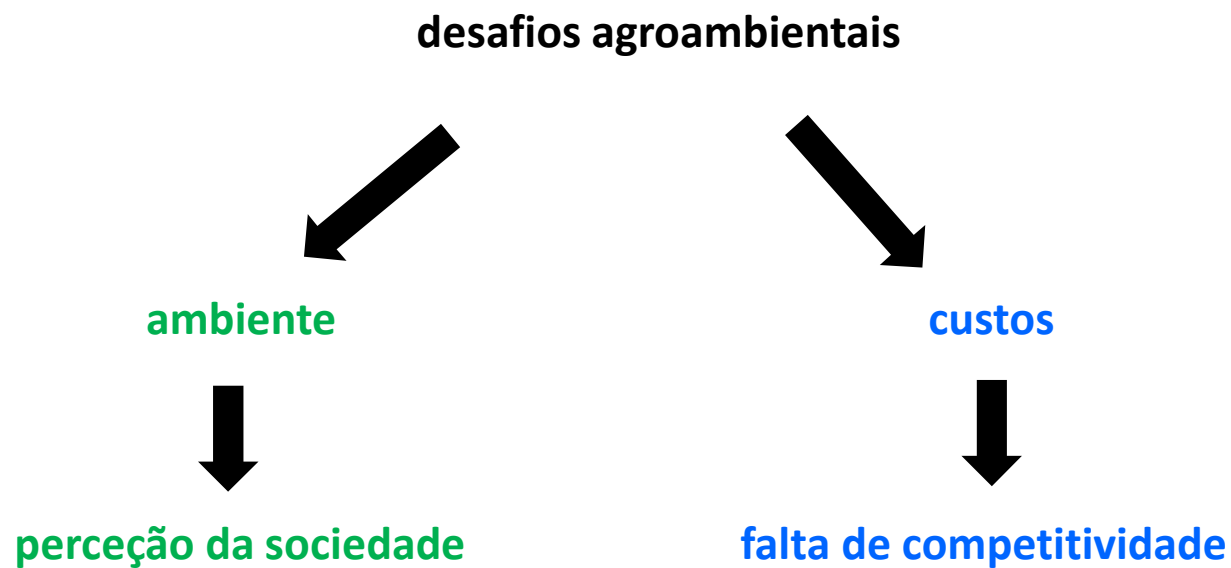 desafios agroambientais
ambiente
custos
perceção da sociedade
falta de competitividade